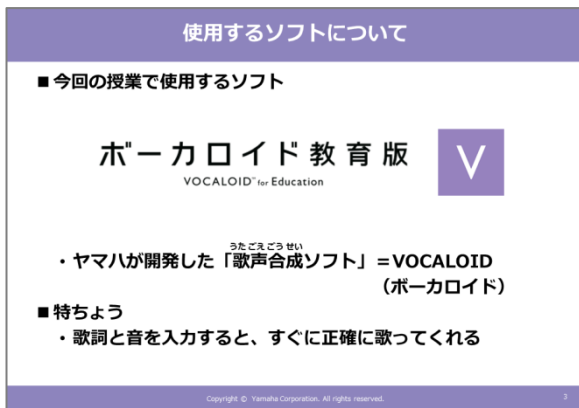 使用するソフトについて
■今回の授業で使用するソフト
ボーカロイド教育版
VOCALOID™ for Education
V
うたごえごうせい
・ヤマハが開発した「歌声合成ソフト」＝VOCALOID
（ボーカロイド）
■特ちょう
・歌詞と音を入力すると、すぐに正確に歌ってくれる
Copyright © Yamaha Corporation. All rights reserved.
3